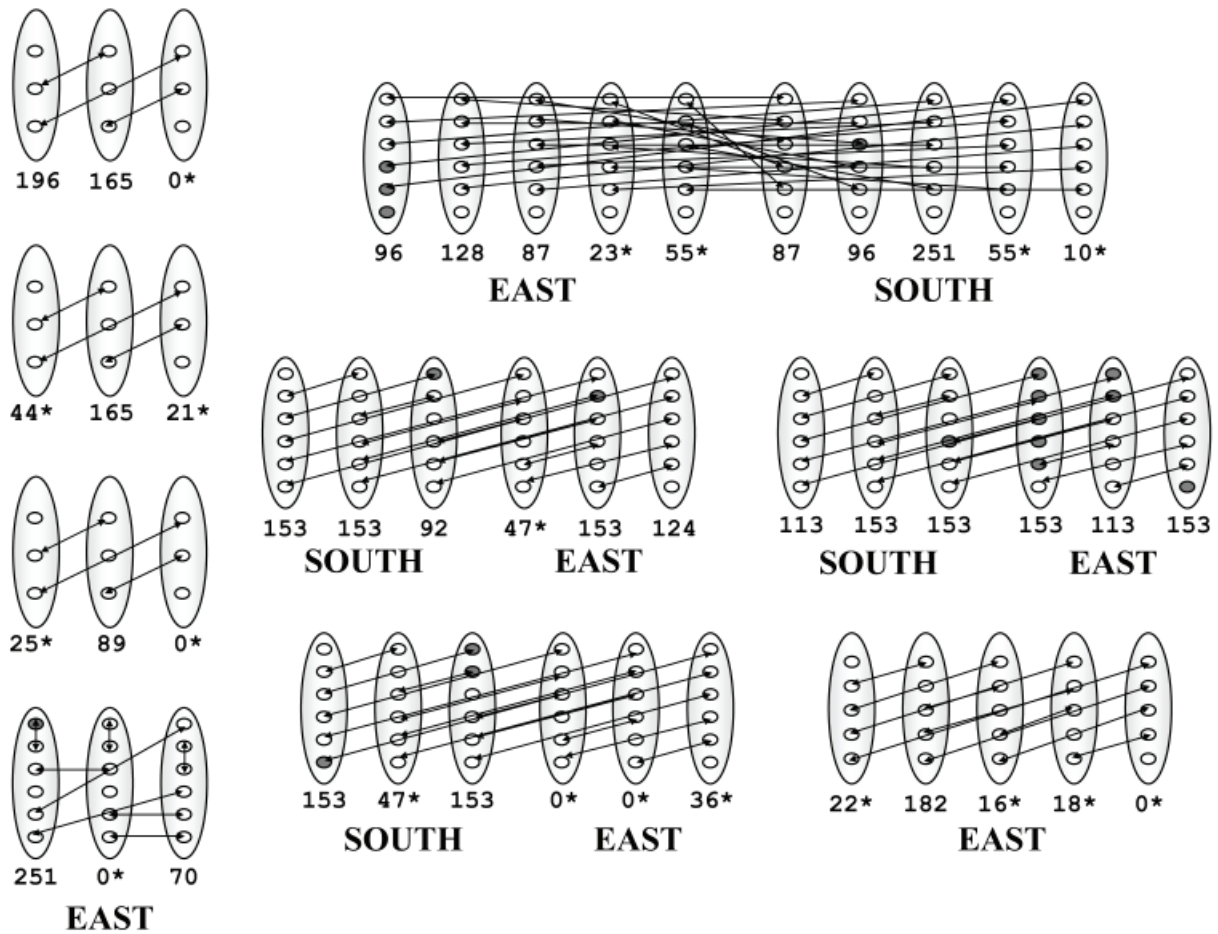 196 165 0*
96 128 87 23* 55* 87 96 251 55* 10*
EAST SOUTH
44* 165 21*
153 153 92 47* 153 124
SOUTH EAST
113 153 153 153 113 153
SOUTH EAST
25* 89 0*
153 47* 153 0* 0* 36*
SOUTH EAST
22* 182 16* 18* 0*
EAST
251 0* 70
EAST